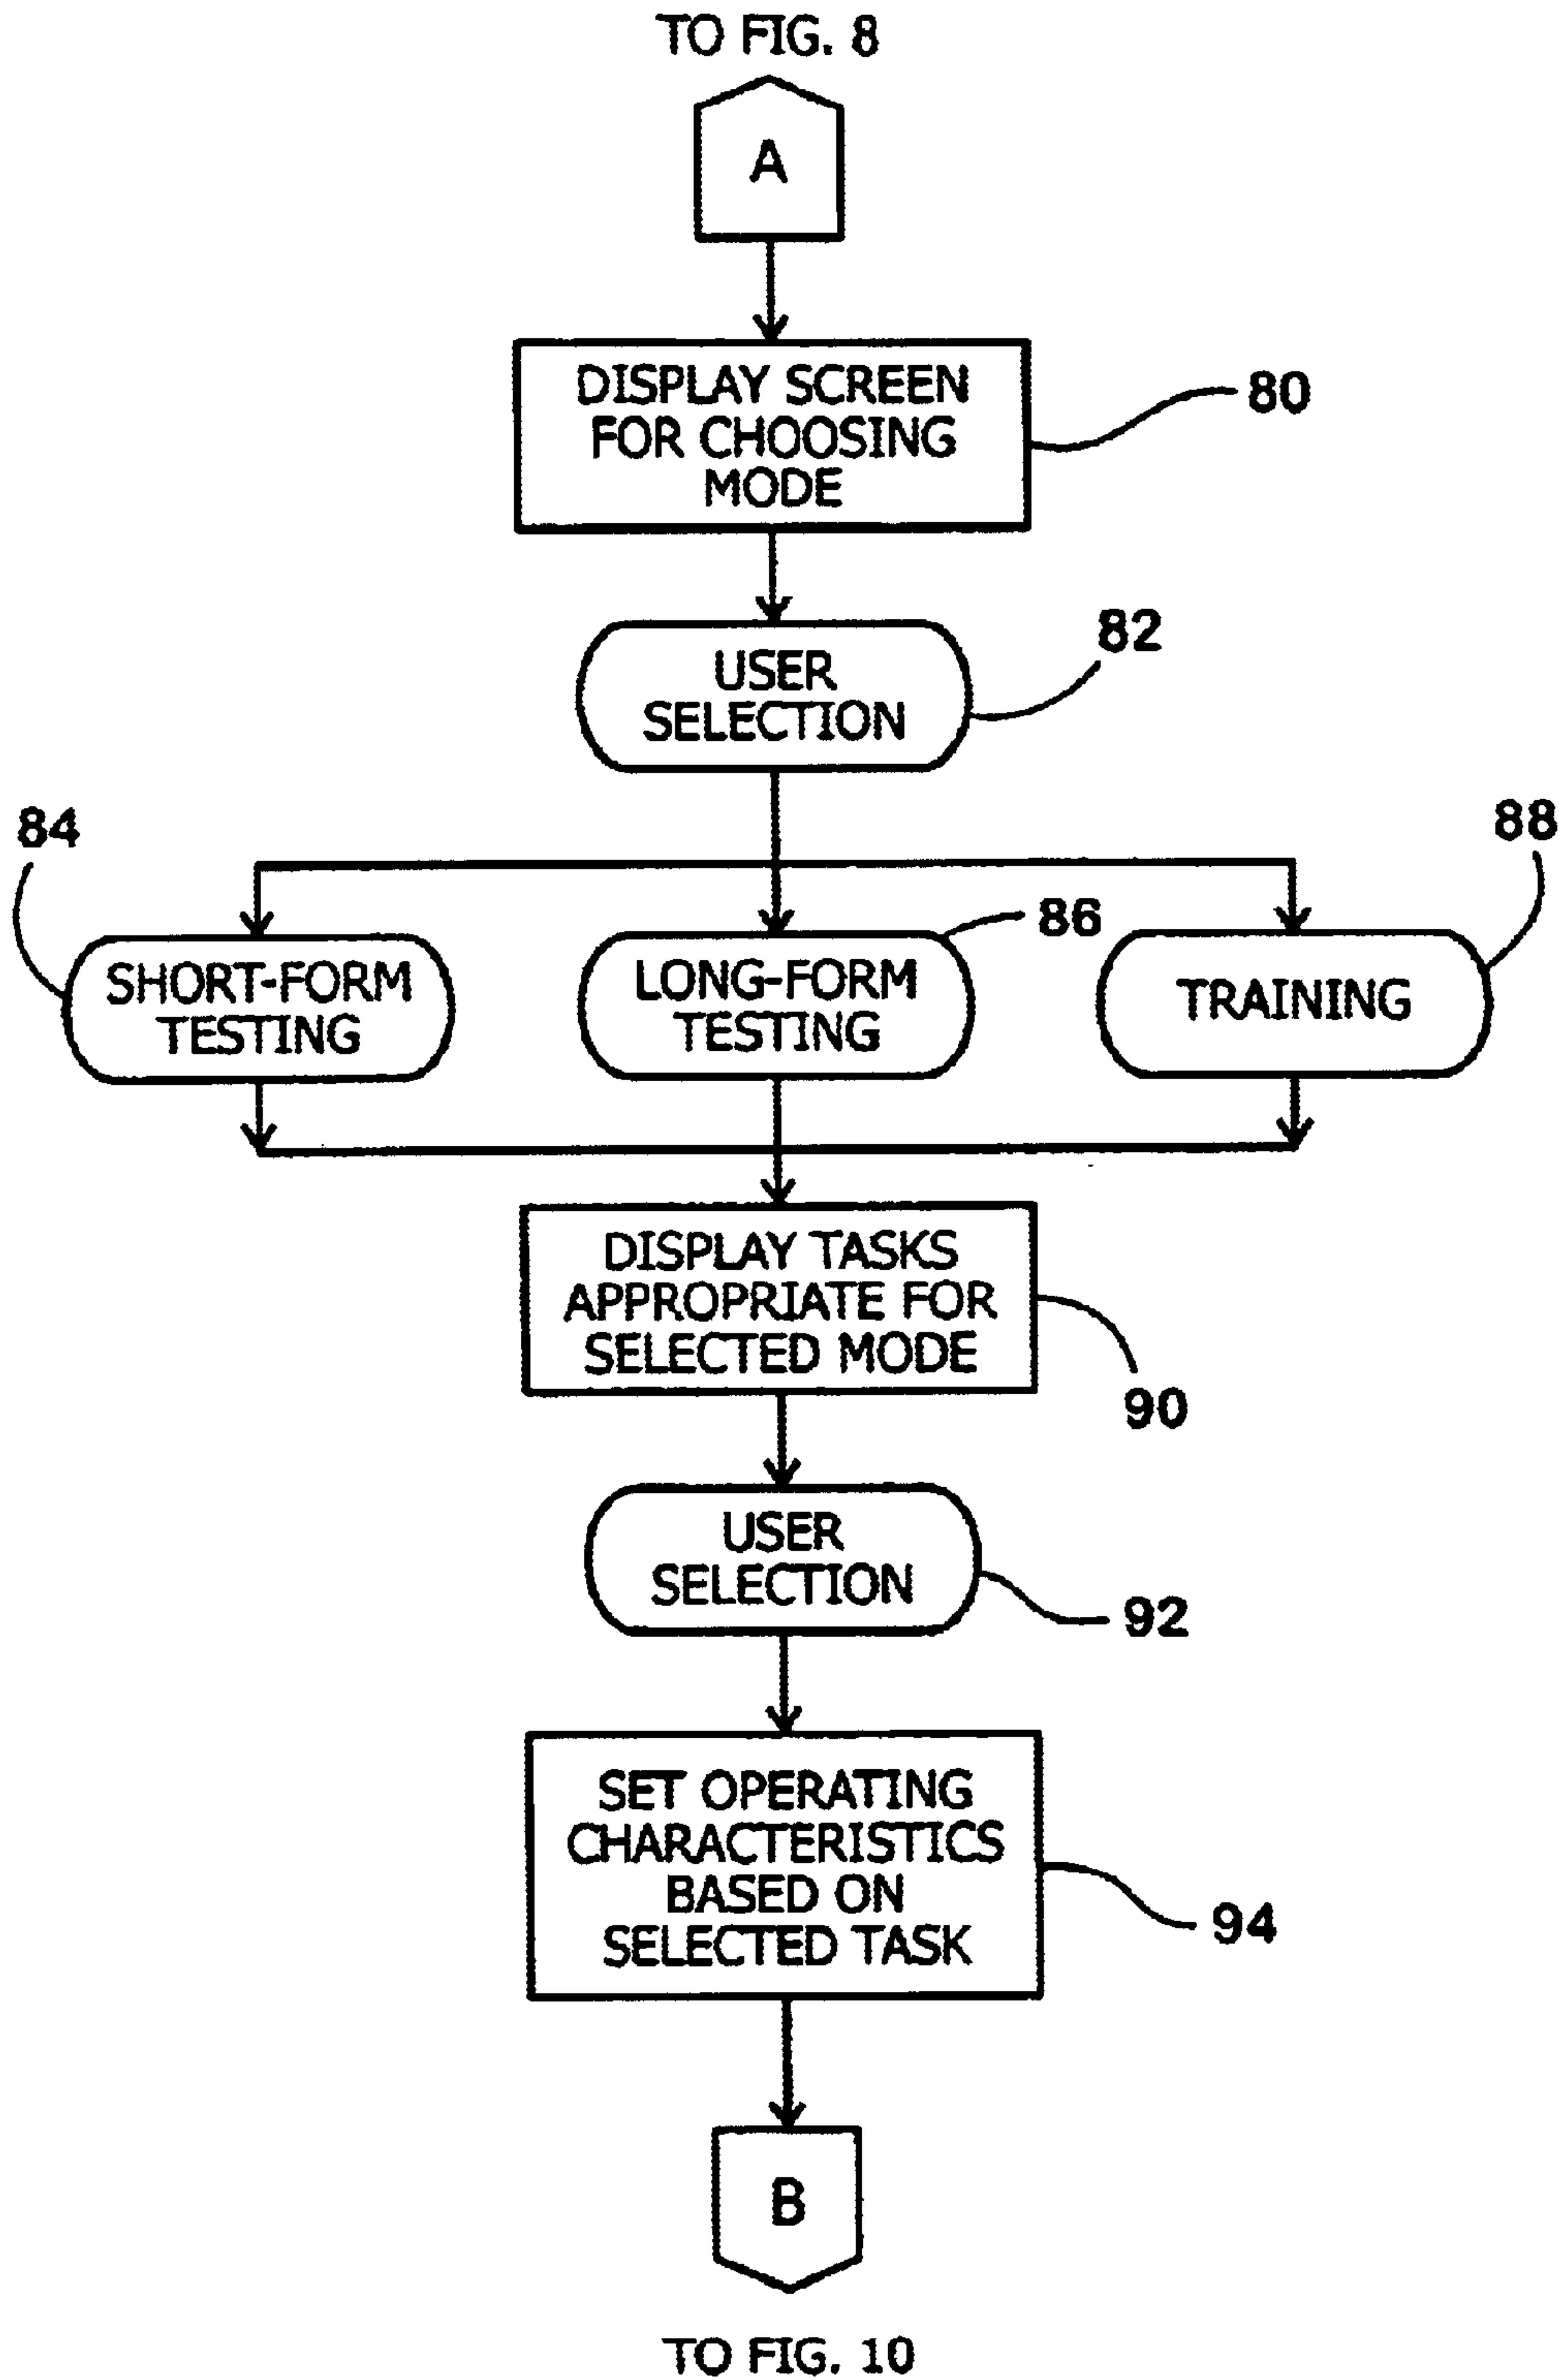 TO FIG. 8
A
DISPLAY SCREEN
FOR CHOOSING
MODE
80
USER
SELECTION
82
84
88
86
SHORT-FORM
TESTING
LONG-FORM
TESTING
TRAINING
DISPLAY TASKS
APPROPRIATE FOR
SELECTED MODE
90
USER
SELECTION
92
SET OPERATING
CHARACTERISTICS
BASED ON
SELECTED TASK
94
B
TO FIG. 10